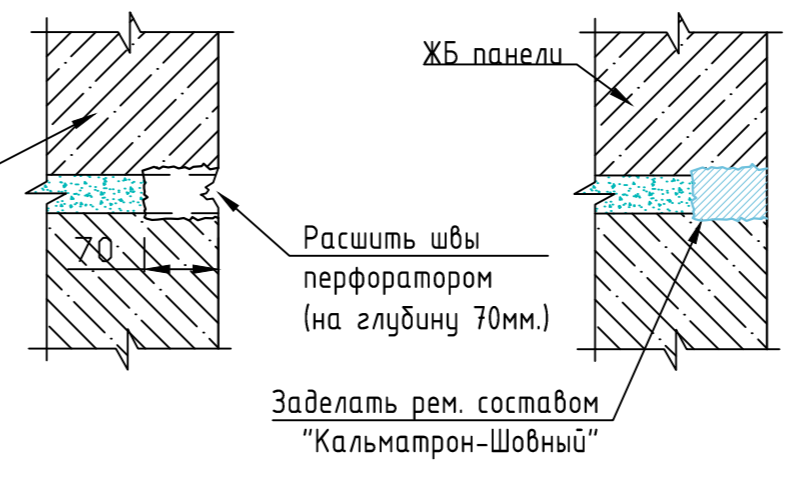 ЖБ панели
70
Расшить швы
перфоратором
(на глубину 70мм.)
Заделать рем. составом
"Кальматрон-Шовный"